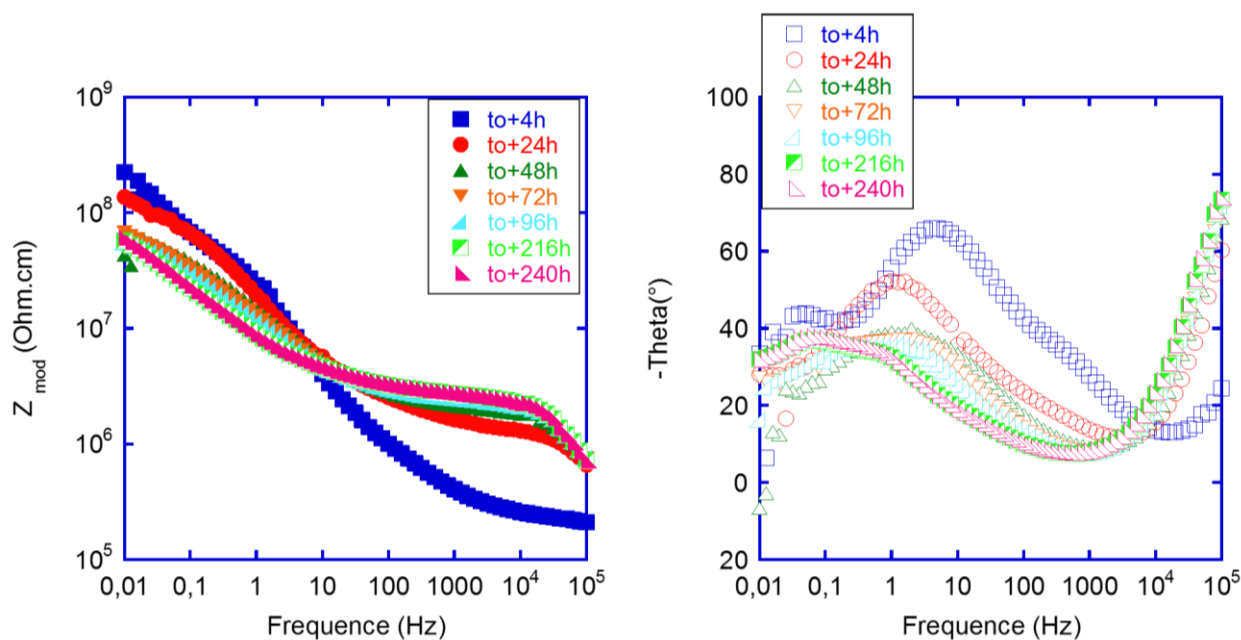 Z mod (Ohm.cm)
10⁹
10⁸
10⁷
10⁶
10⁵
0,01 0,1 1 10 100 1000 10⁴ 10⁵
Frequence (Hz)
to+4h
to+24h
to+48h
to+72h
to+96h
to+216h
to+240h
to+4h
to+24h
to+48h
to+72h
to+96h
to+216h
to+240h
-Theta(°)
100
80
60
40
20
0
20
0,01 0,1 1 10 100 1000 10⁴ 10⁵
Frequence (Hz)